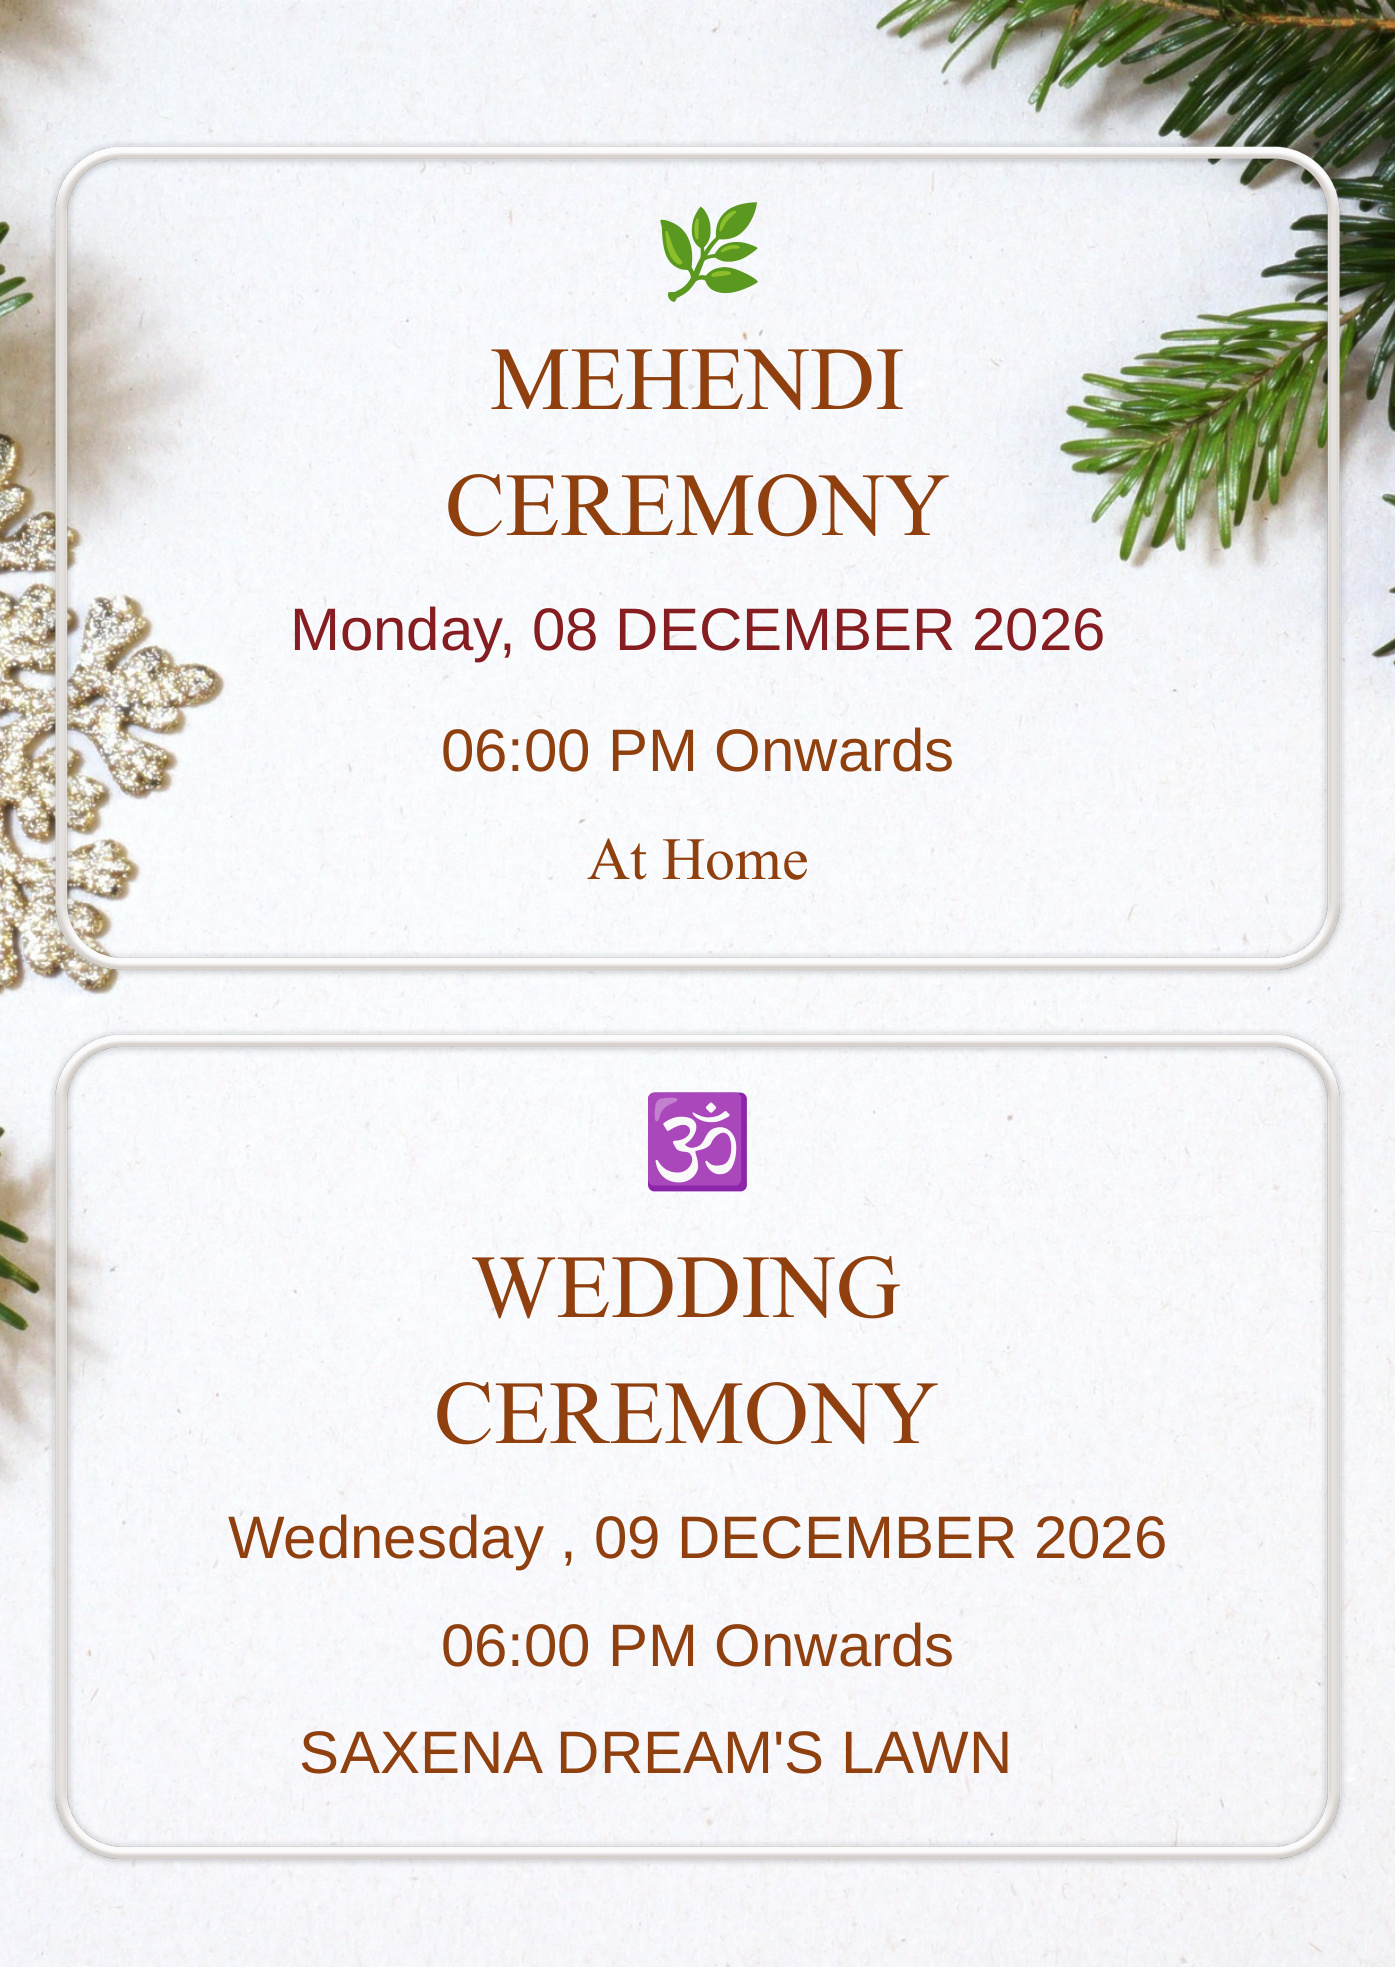 MEHENDI
CEREMONY
Monday, 08 DECEMBER 2026
06:00 PM Onwards
At Home
ॐ
WEDDING
CEREMONY
Wednesday , 09 DECEMBER 2026
06:00 PM Onwards
SAXENA DREAM'S LAWN